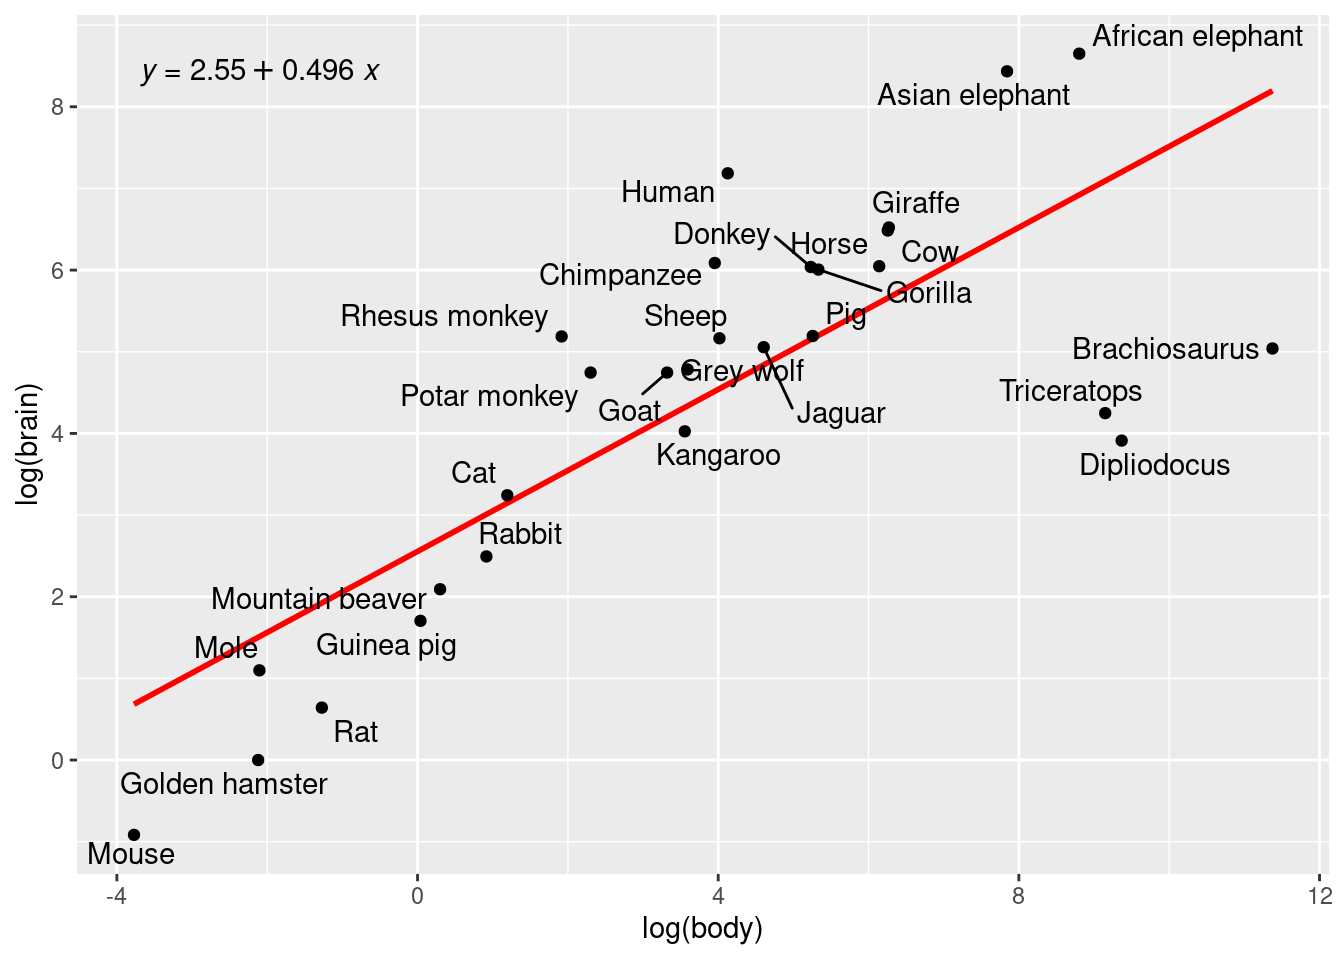 African elephant
y = 2.55 + 0.496 x
Asian elephant
8
Human
Giraffe
Donkey
Horse
Cow
6
Chimpanzee
Gorilla
Rhesus monkey
Sheep
Pig
Brachiosaurus
Grey wolf
Triceratops
Potar monkey
Goat
Jaguar
log(brain)
4
Kangaroo
Dipliodocus
Cat
Rabbit
2
Mountain beaver
Mole
Guinea pig
Rat
0
Golden hamster
Mouse
-4
0
4
8
12
log(body)